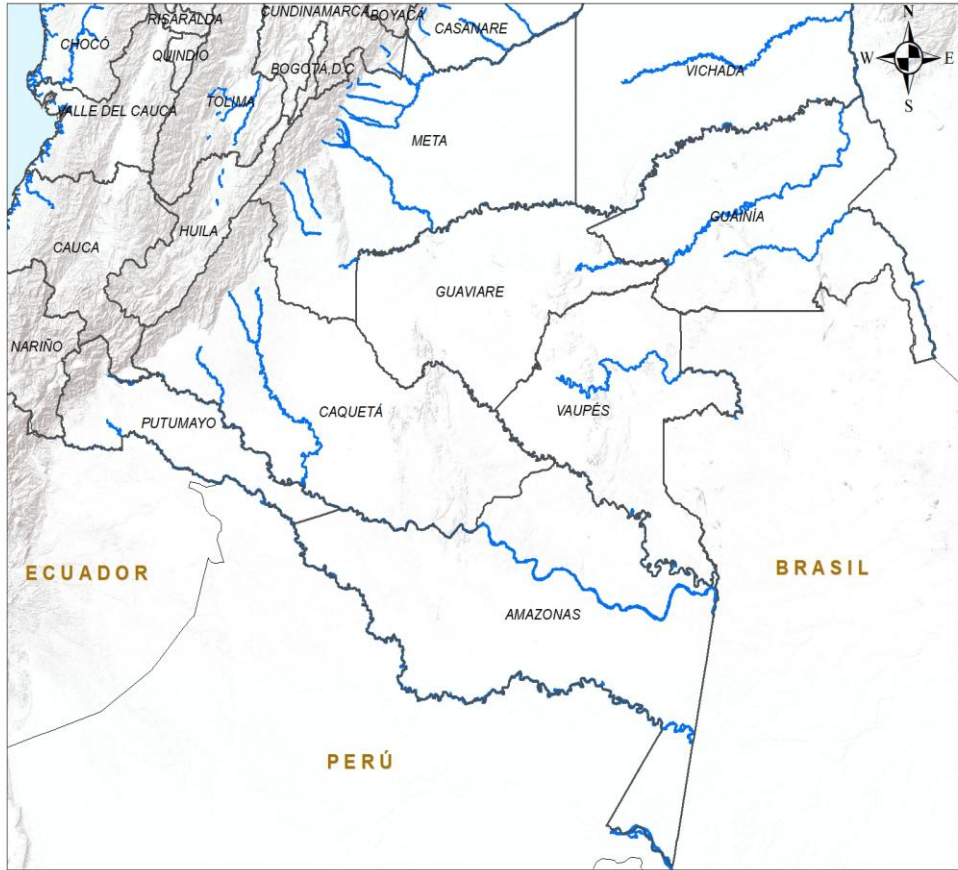 CUNDINAMARCA
BOYACÁ
RISARALDA
CASANARE
N
CHOCÓ
QUINDIO
BOGOTÁ D.C
W
E
VICHADA
S
VALLE DEL CAUCA
TOLIMA
META
GUAINÍA
CAUCA
HUILA
GUAVIARE
NARIÑO
CAQUETÁ
VAUPÉS
PUTUMAYO
ECUADOR
BRASIL
AMAZONAS
PERÚ